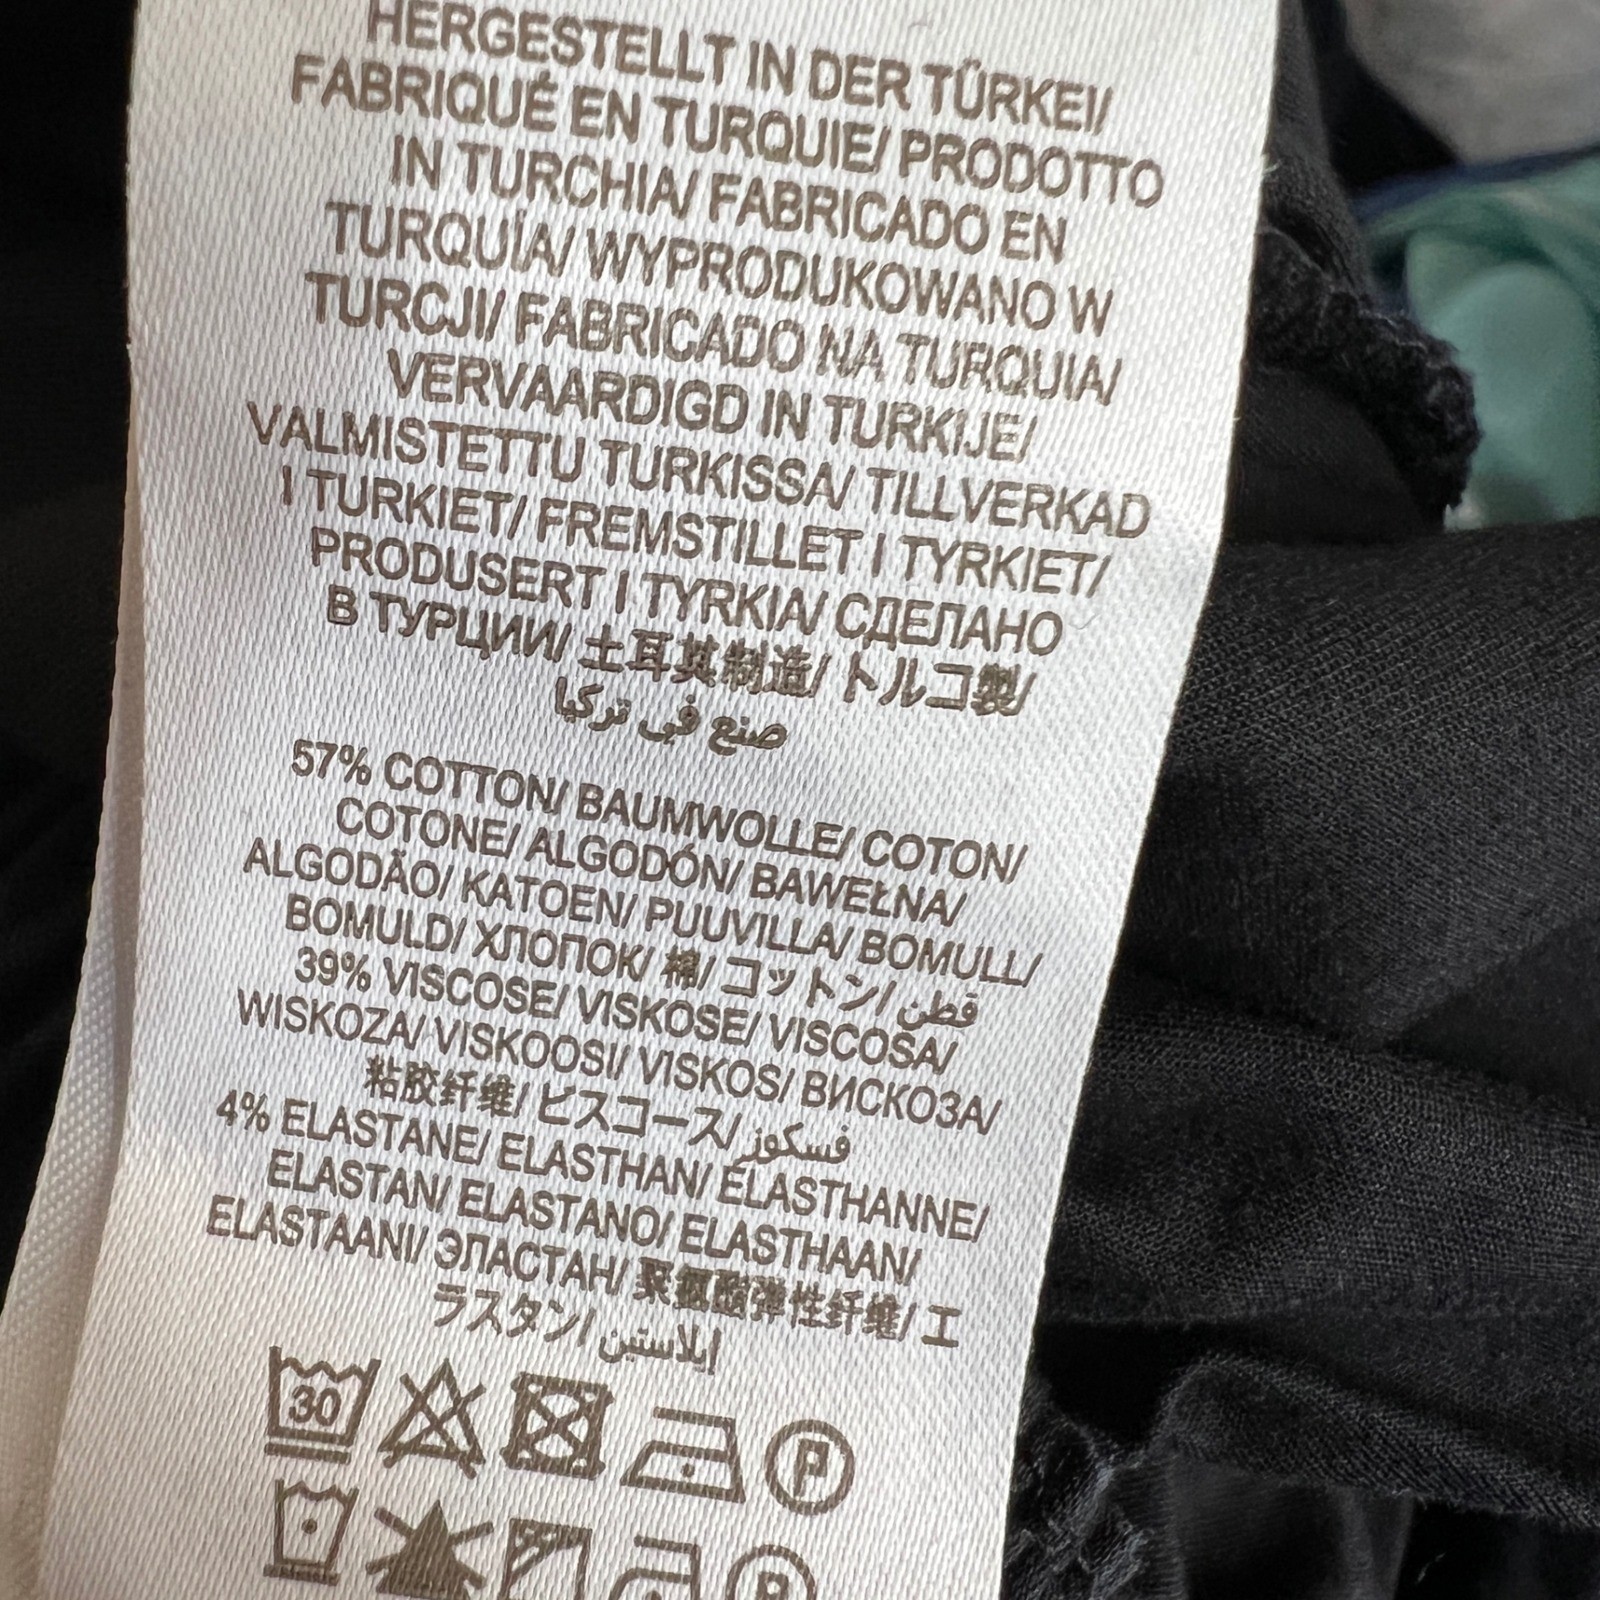 HERGESTELLT IN DER TÜRKEI/
FABRIQUÉ EN TURQUIE/ PRODOTTO
IN TURCHIA/ FABRICADO EN
TURQUÍA/ WYPRODUKOWANO W
TURCJI/ FABRICADO NA TURQUIA/
VERVAARDIGD IN TURKIJE/
VALMISTETTU TURKISSA/ TILLVERKAD
I TURKIET/ FREMSTILLET I TYRKIET/
PRODUSERT I TYRKIA/ СДЕЛАНО
В ТУРЦИИ/ 土耳其制造/ トルコ製/
صنع في تركيا
57% COTTON/ BAUMWOLLE/ COTON/
COTONE/ ALGODÓN/ BAWEŁNA/
ALGODÃO/ KATOEN/ PUUVILLA/ BOMULL/
BOMULD/ ХЛОПОК/ 棉/ コットン/ قطن
39% VISCOSE/ VISKOSE/ VISCOSA/
WISKOZA/ VISKOOSI/ VISKOS/ ВИСКОЗА/
粘胶纤维/ ビスコース/ فسكوز
4% ELASTANE/ ELASTHAN/ ÉLASTHANNE/
ELASTAN/ ELASTANO/ ELASTHAAN/
ELASTAANI/ ЭЛАСТАН/ 聚氨酯弹性纤维/ エ
ラスタン/ إيلاستين
30
P